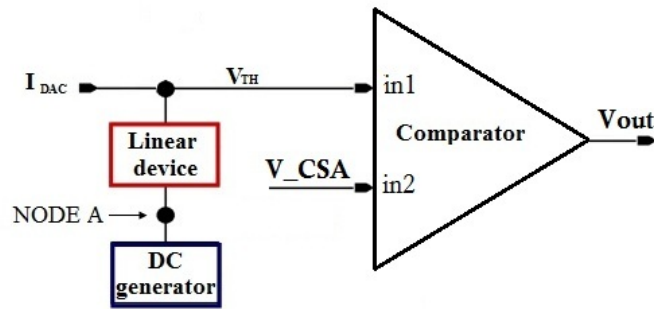 I DAC
VTH
in1
Linear
device
Comparator
Vout
V_CSA
in2
NODE A
DC
generator